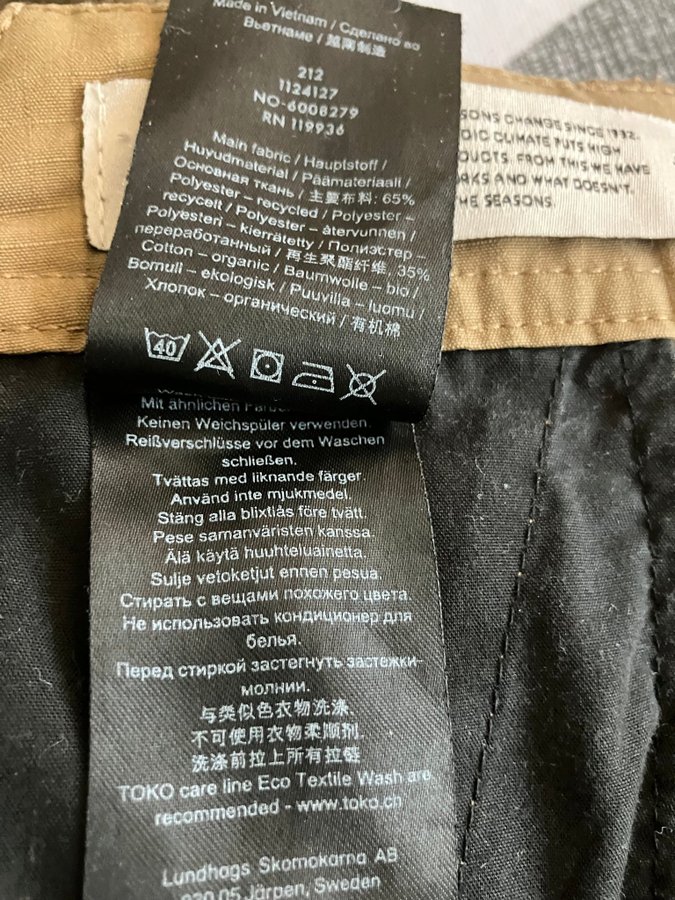 Made in Vietnam / Сделано во
Вьетнаме / 越南制造
212
1124127
NO-6008279
RN 119936
Main fabric / Hauptstoff /
Huvudmaterial / Päämateriaali /
Основная ткань / 主要布料: 65%
Polyester - recycled / Polyester -
recycelt / Polyester - återvunnen /
Polyesteri - kierrätetty / Полиэстер -
переработанный / 再生聚酯纤维, 35%
Cotton - organic / Baumwolle - bio /
Bomull - ekologisk / Puuvilla - luomu /
Хлопок - органический / 有机棉
40
SONS CHANGE SINCE 1932.
DIC CLIMATE PUTS HIGH
DUCTS. FROM THIS WE HAVE
RKS AND WHAT DOESN'T.
THE SEASONS.
Mit ähnlichen
Keinen Weichspüler verwenden.
Reißverschlüsse vor dem Waschen
schließen.
Tvättas med liknande färger.
Använd inte mjukmedel.
Stäng alla blixtlås före tvätt.
Pese samanväristen kanssa.
Älä käytä huuhteluainetta.
Sulje vetoketjut ennen pesua.
Стирать с вещами похожего цвета.
Не использовать кондиционер для
белья.
Перед стиркой застегнуть застежки-
молнии.
与类似色衣物洗涤.
不可使用衣物柔顺剂.
洗涤前拉上所有拉链
TOKO care line Eco Textile Wash are
recommended - www.toko.ch
Lundhags Skomakarna AB
830 05 Järpen, Sweden